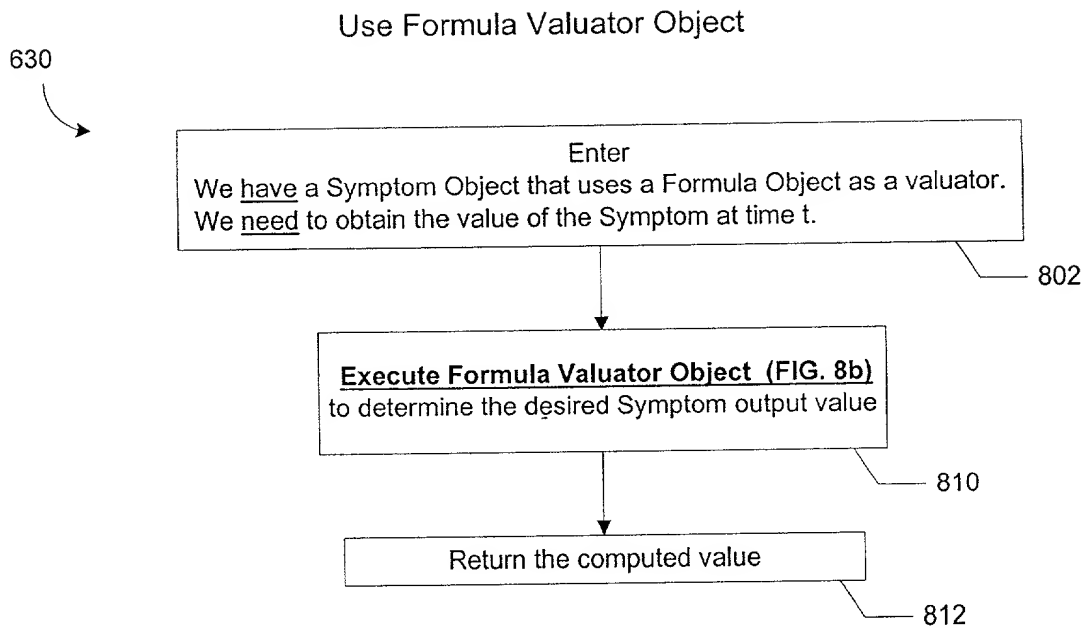 Use Formula Valuator Object
630
Enter
We have a Symptom Object that uses a Formula Object as a valuator.
We need to obtain the value of the Symptom at time t.
802
Execute Formula Valuator Object (FIG. 8b)
to determine the desired Symptom output value
810
Return the computed value
812